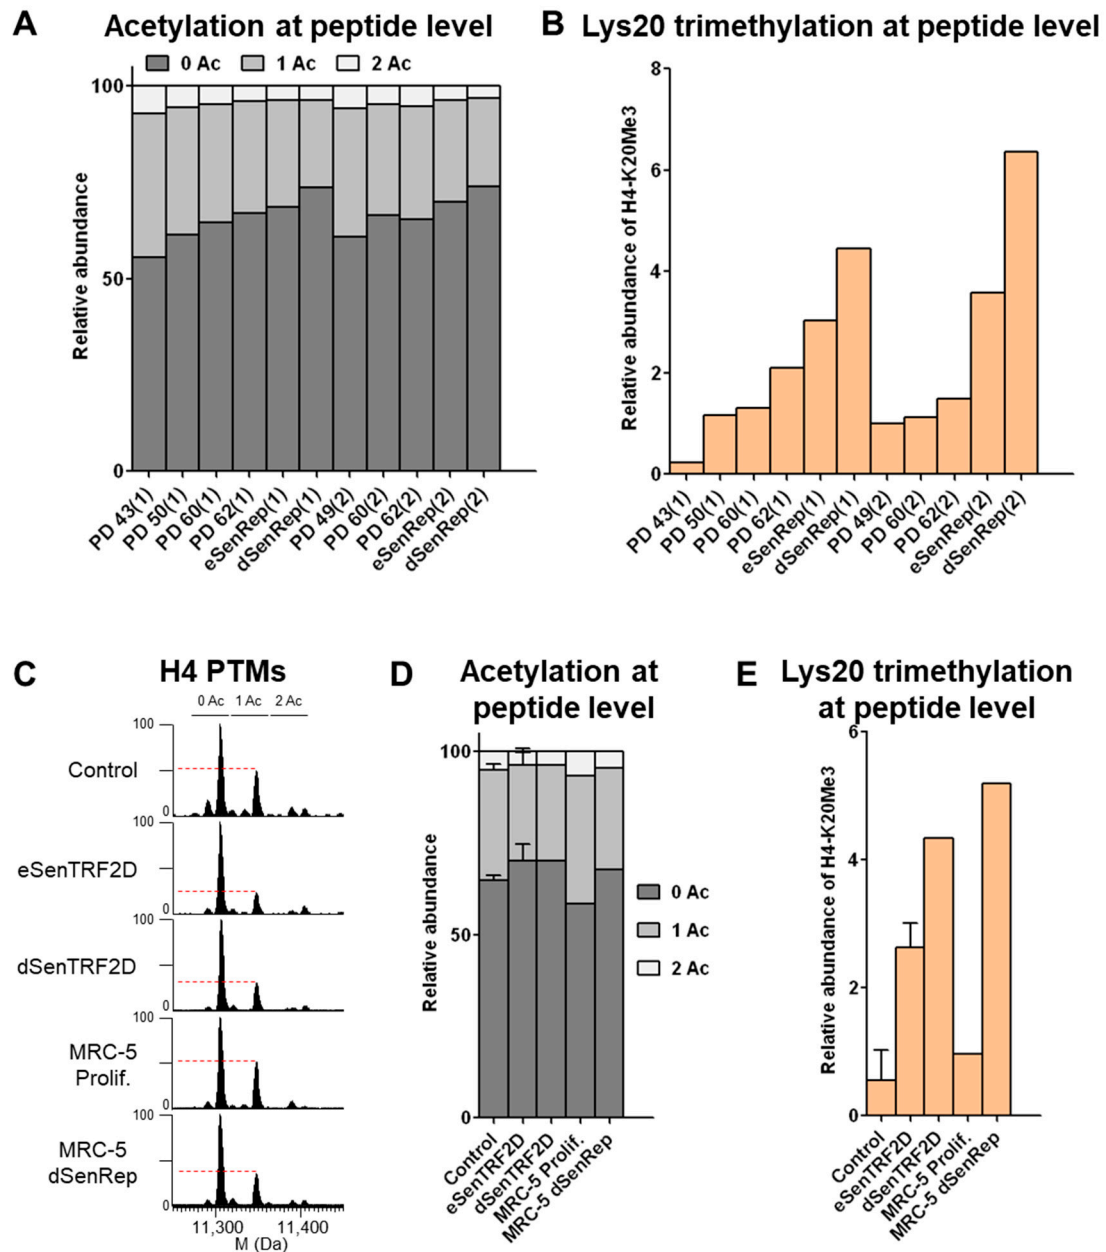 A
Acetylation at peptide level
0 Ac 1 Ac 2 Ac
Relative abundance
100
50
0
PD 43(1)
PD 50(1)
PD 60(1)
PD 62(1)
eSenRep(1)
dSenRep(1)
PD 49(2)
PD 60(2)
PD 62(2)
eSenRep(2)
dSenRep(2)
B
Lys20 trimethylation at peptide level
Relative abundance of H4-K20Me3
8
6
4
2
0
PD 43(1)
PD 50(1)
PD 60(1)
PD 62(1)
eSenRep(1)
dSenRep(1)
PD 49(2)
PD 60(2)
PD 62(2)
eSenRep(2)
dSenRep(2)
C
H4 PTMs
0 Ac 1 Ac 2 Ac
Control
100
0
eSenTRF2D
100
0
dSenTRF2D
100
0
MRC-5
Prolif.
100
0
MRC-5
dSenRep
100
0
11,300 11,400
M (Da)
D
Acetylation at
peptide level
Relative abundance
100
50
0
Control
eSenTRF2D
dSenTRF2D
MRC-5 Prolif.
MRC-5 dSenRep
0 Ac
1 Ac
2 Ac
E
Lys20 trimethylation
at peptide level
Relative abundance of H4-K20Me3
6
4
2
0
Control
eSenTRF2D
dSenTRF2D
MRC-5 Prolif.
MRC-5 dSenRep